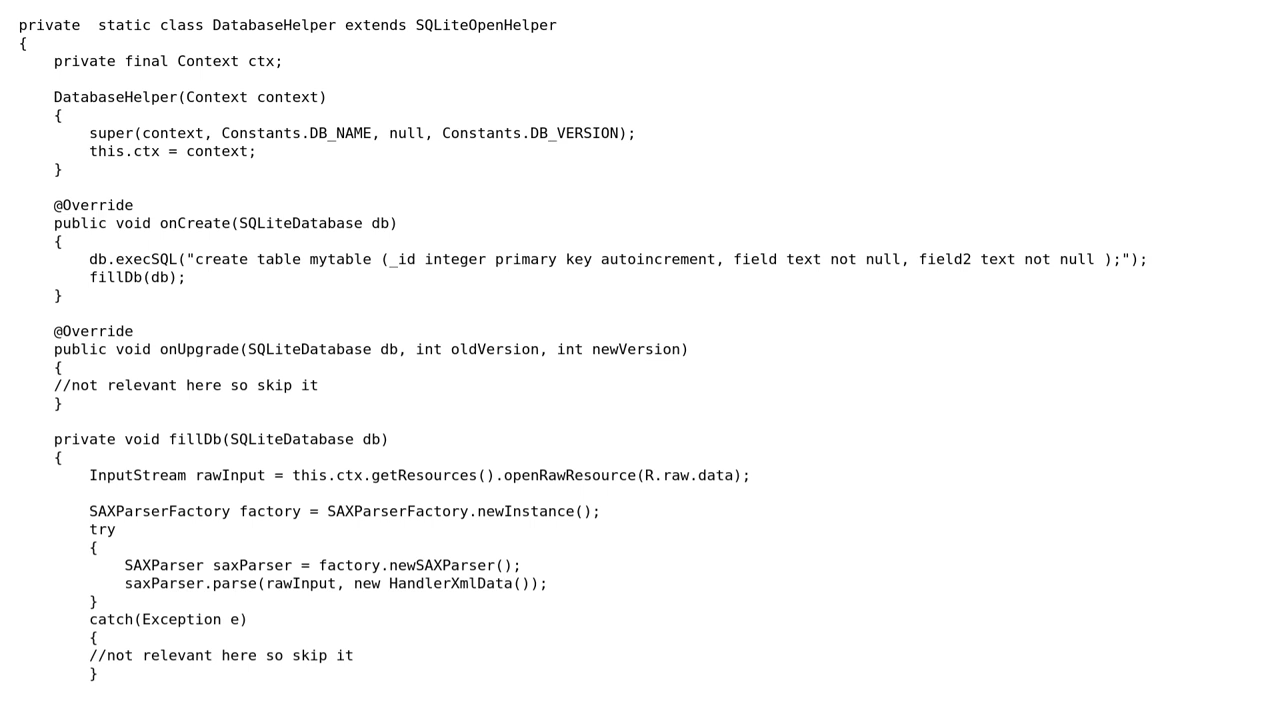 private  static class DatabaseHelper extends SQLiteOpenHelper
{
    private final Context ctx;

    DatabaseHelper(Context context)
    {
        super(context, Constants.DB_NAME, null, Constants.DB_VERSION);
        this.ctx = context;
    }

    @Override
    public void onCreate(SQLiteDatabase db)
    {
        db.execSQL("create table mytable (_id integer primary key autoincrement, field text not null, field2 text not null );");
        fillDb(db);
    }

    @Override
    public void onUpgrade(SQLiteDatabase db, int oldVersion, int newVersion)
    {
    //not relevant here so skip it
    }

    private void fillDb(SQLiteDatabase db)
    {
        InputStream rawInput = this.ctx.getResources().openRawResource(R.raw.data);

        SAXParserFactory factory = SAXParserFactory.newInstance();
        try
        {
            SAXParser saxParser = factory.newSAXParser();
            saxParser.parse(rawInput, new HandlerXmlData());
        }
        catch(Exception e)
        {
        //not relevant here so skip it
        }